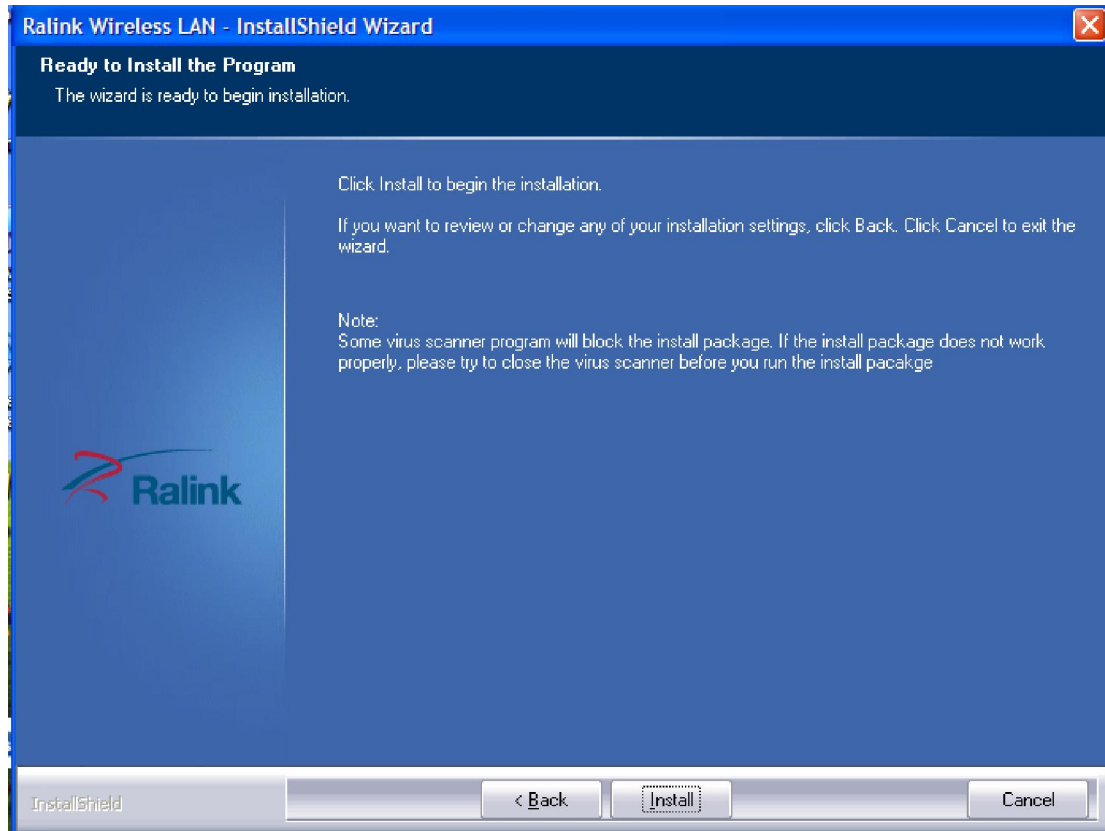 Ralink Wireless LAN - InstallShield Wizard
Ready to Install the Program
The wizard is ready to begin installation.
Click Install to begin the installation.
If you want to review or change any of your installation settings, click Back. Click Cancel to exit the
wizard.
Note:
Some virus scanner program will block the install package. If the install package does not work
properly, please try to close the virus scanner before you run the install pacakge
Ralink
InstallShield
< Back
Install
Cancel